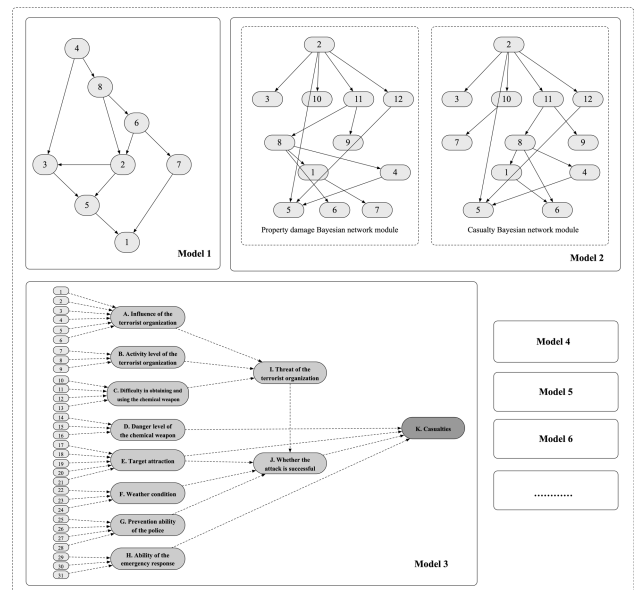 4
8
6
3
2
7
5
1
Model 1
2
3
10
11
12
8
9
1
4
5
6
7
Property damage Bayesian network module
2
3
10
11
12
7
8
9
1
4
5
6
Casualty Bayesian network module
Model 2
1
2
3
4
5
6
7
8
9
10
11
12
13
14
15
16
17
18
19
20
21
22
23
24
25
26
27
28
29
30
31
A. Influence of the
terrorist organization
B. Activity level of the
terrorist organization
C. Difficulty in obtaining and
using the chemical weapon
D. Danger level of
the chemical weapon
E. Target attraction
F. Weather condition
G. Prevention ability
of the police
H. Ability of the
emergency response
I. Threat of the
terrorist organization
J. Whether the
attack is successful
K. Casualties
Model 3
Model 4
Model 5
Model 6
…………